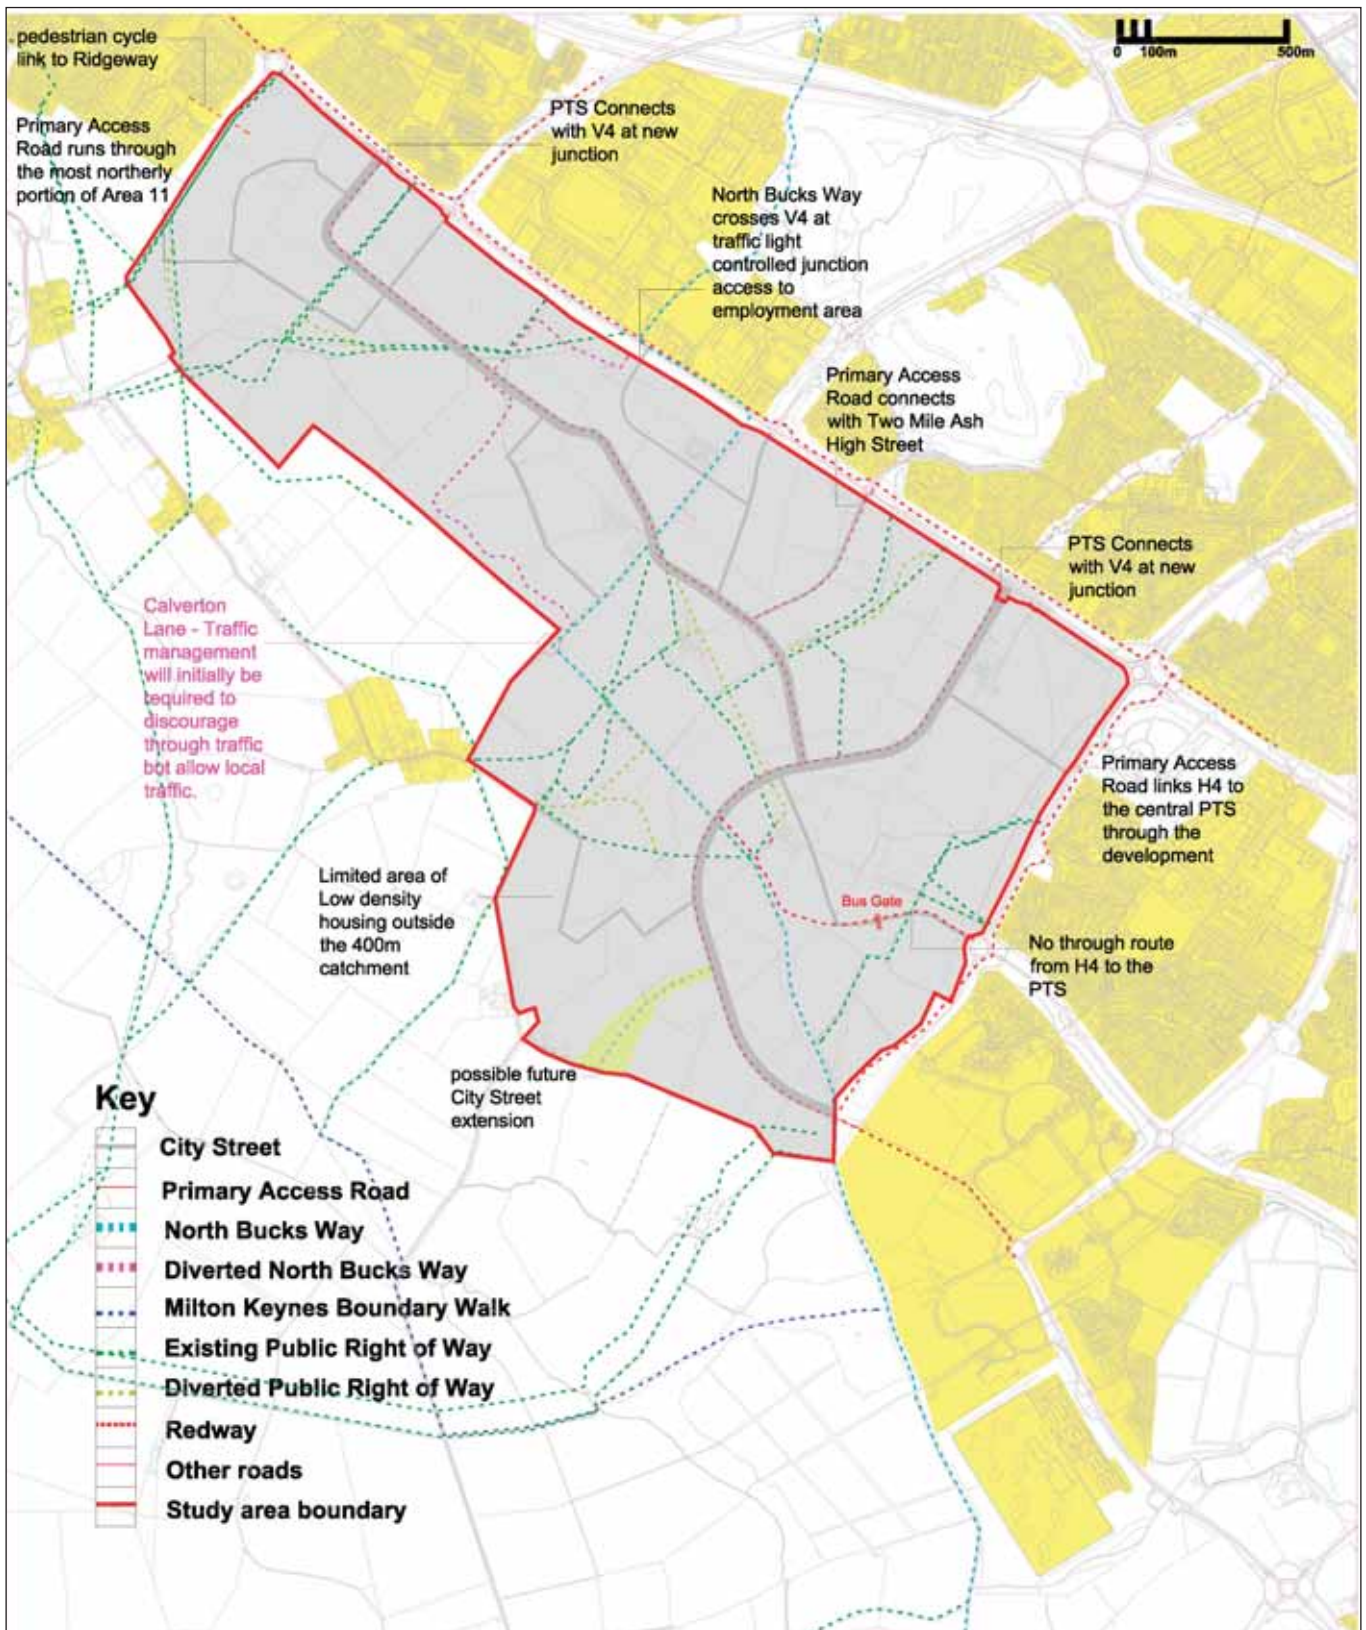 pedestrian cycle
link to Ridgeway
0 100m 500m
Primary Access
Road runs through
the most northerly
portion of Area 11
PTS Connects
with V4 at new
junction
North Bucks Way
crosses V4 at
traffic light
controlled junction
access to
employment area
Primary Access
Road connects
with Two Mile Ash
High Street
PTS Connects
with V4 at new
junction
Calverton
Lane - Traffic
management
will initially be
required to
discourage
through traffic
bot allow local
traffic.
Primary Access
Road links H4 to
the central PTS
through the
development
Limited area of
Low density
housing outside
the 400m
catchment
Bus Gate
No through route
from H4 to the
PTS
possible future
City Street
extension
Key
City Street
Primary Access Road
North Bucks Way
Diverted North Bucks Way
Milton Keynes Boundary Walk
Existing Public Right of Way
Diverted Public Right of Way
Redway
Other roads
Study area boundary